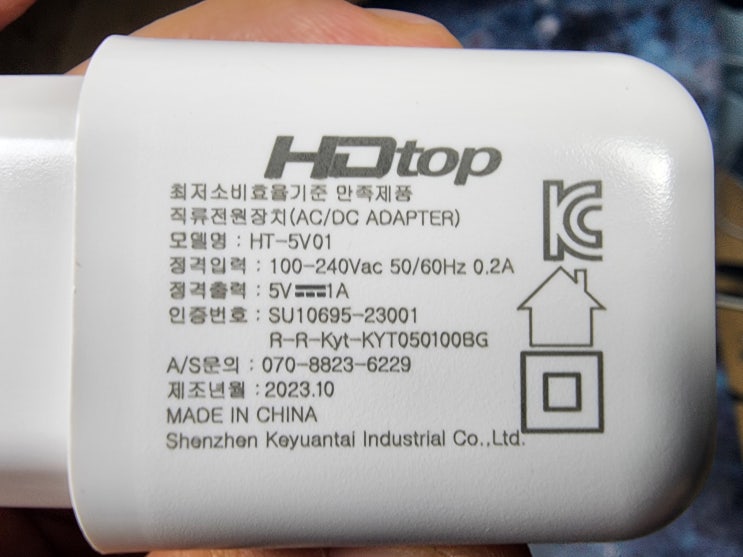 HDtop
최저소비효율기준 만족제품
직류전원장치(AC/DC ADAPTER)
모델명 : HT-5V01
정격입력 : 100-240Vac 50/60Hz 0.2A
정격출력 : 5V⎓1A
인증번호 : SU10695-23001
R-R-Kyt-KYT050100BG
A/S문의 : 070-8823-6229
제조년월 : 2023.10
MADE IN CHINA
Shenzhen Keyuantai Industrial Co.,Ltd.
KC